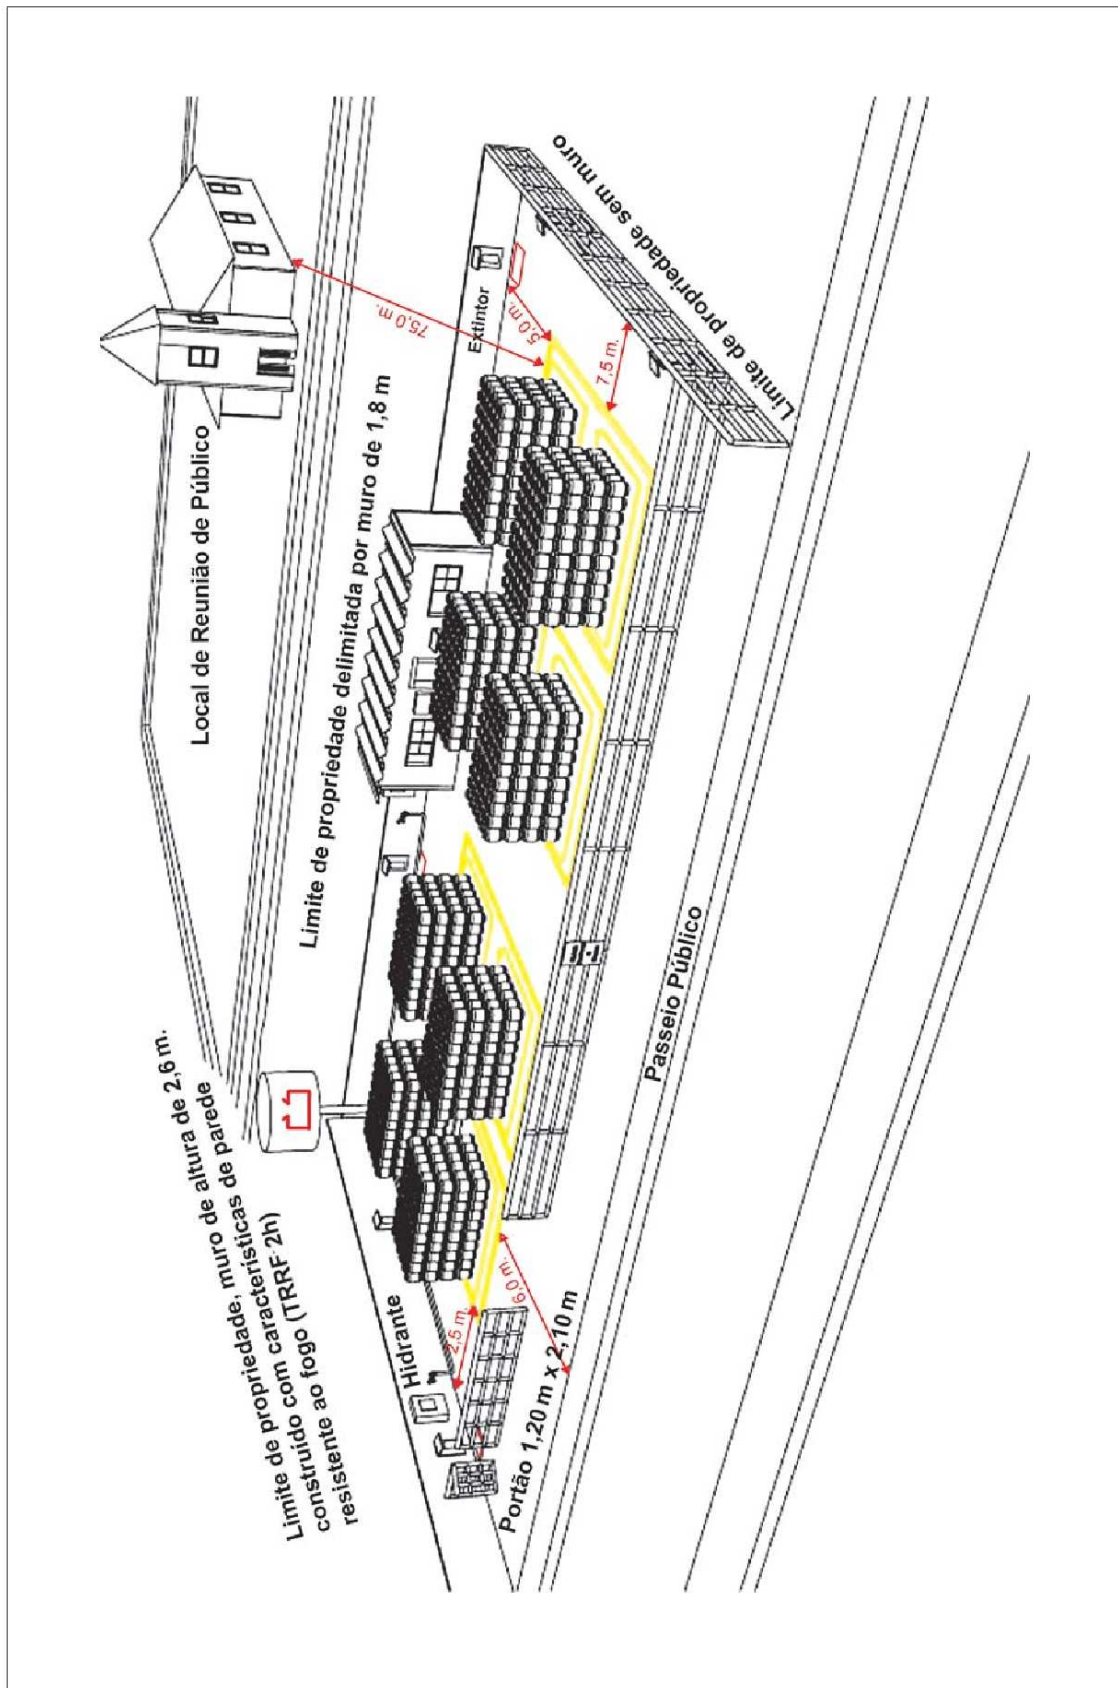 Limite de propriedade, muro de altura de 2,6 m.
construído com características de parede
resistente ao fogo (TRRF 2h)
Local de Reunião de Público
Limite de propriedade delimitada por muro de 1,8 m
75,0 m.
Extintor
5,0 m.
7,5 m.
Limite de propriedade sem muro
Hidrante
2,5 m.
6,0 m.
Portão 1,20 m x 2,10 m
Passeio Público